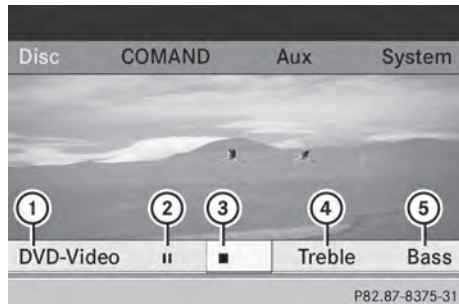 Disc COMAND Aux System
1 2 3 4 5
DVD-Video Treble Bass
P82.87-8375-31